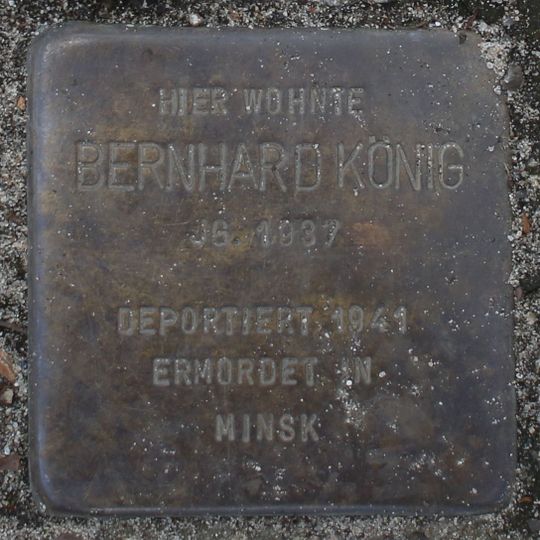 HIER WOHNTE
BERNHARD KÖNIG
JG. 1937
DEPORTIERT 1941
ERMORDET IN
MINSK